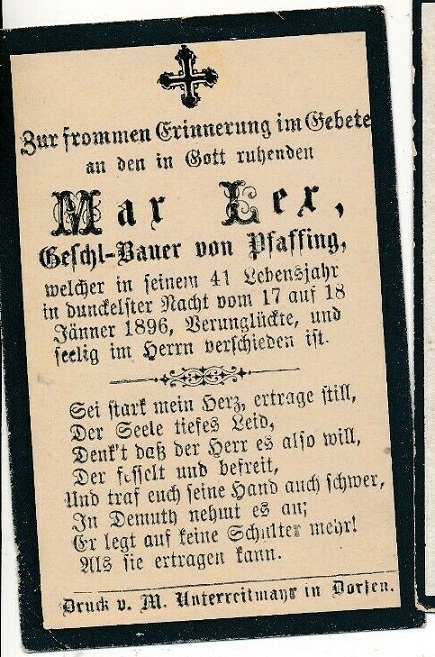 Zur frommen Erinnerung im Gebete
an den in Gott ruhenden
Max Lex,
Geschl-Bauer von Pfaffing,
welcher in seinem 41 Lebensjahr
in dunckelster Nacht vom 17 auf 18
Jänner 1896, Verunglückte, und
seelig im Herrn verschieden ist.
Sei stark mein Herz, ertrage still,
Der Seele tiefes Leid,
Denk't daß der Herr es also will,
Der fesselt und befreit,
Und traf euch seine Hand auch schwer,
In Demuth nehmt es an;
Er legt auf keine Schulter mehr!
Als sie ertragen kann.
Druck v. M. Unterreitmayr in Dorfen.